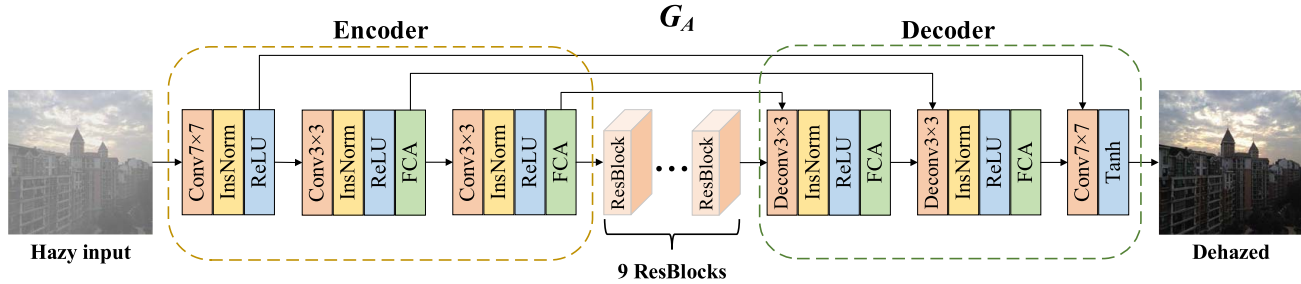 G_A
Encoder
Decoder
Conv7×7
InsNorm
ReLU
Conv3×3
InsNorm
ReLU
FCA
Conv3×3
InsNorm
ReLU
FCA
ResBlock
...
ResBlock
Deconv3×3
InsNorm
ReLU
FCA
Deconv3×3
InsNorm
ReLU
FCA
Conv7×7
Tanh
Hazy input
9 ResBlocks
Dehazed